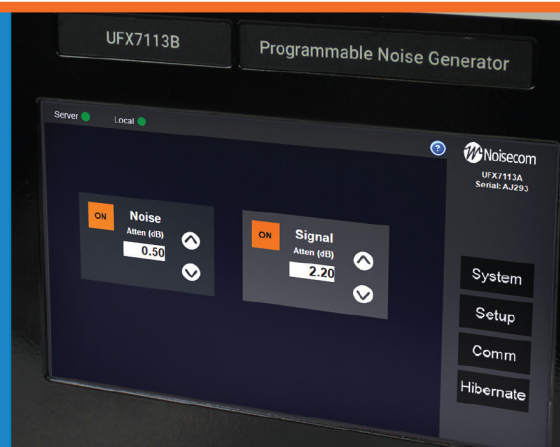 UFX7113B
Programmable Noise Generator
Server
Local
?
Noisecom
UFX7113A
Serial: AJ293
ON
Noise
Atten (dB)
0.50
ON
Signal
Atten (dB)
2.20
System
Setup
Comm
Hibernate